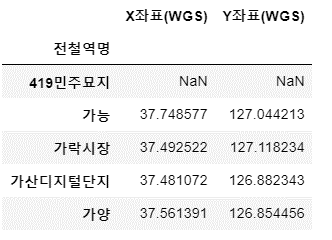 X좌표(WGS) Y좌표(WGS)
전철역명
419민주묘지 NaN NaN
가능 37.748577 127.044213
가락시장 37.492522 127.118234
가산디지털단지 37.481072 126.882343
가양 37.561391 126.854456